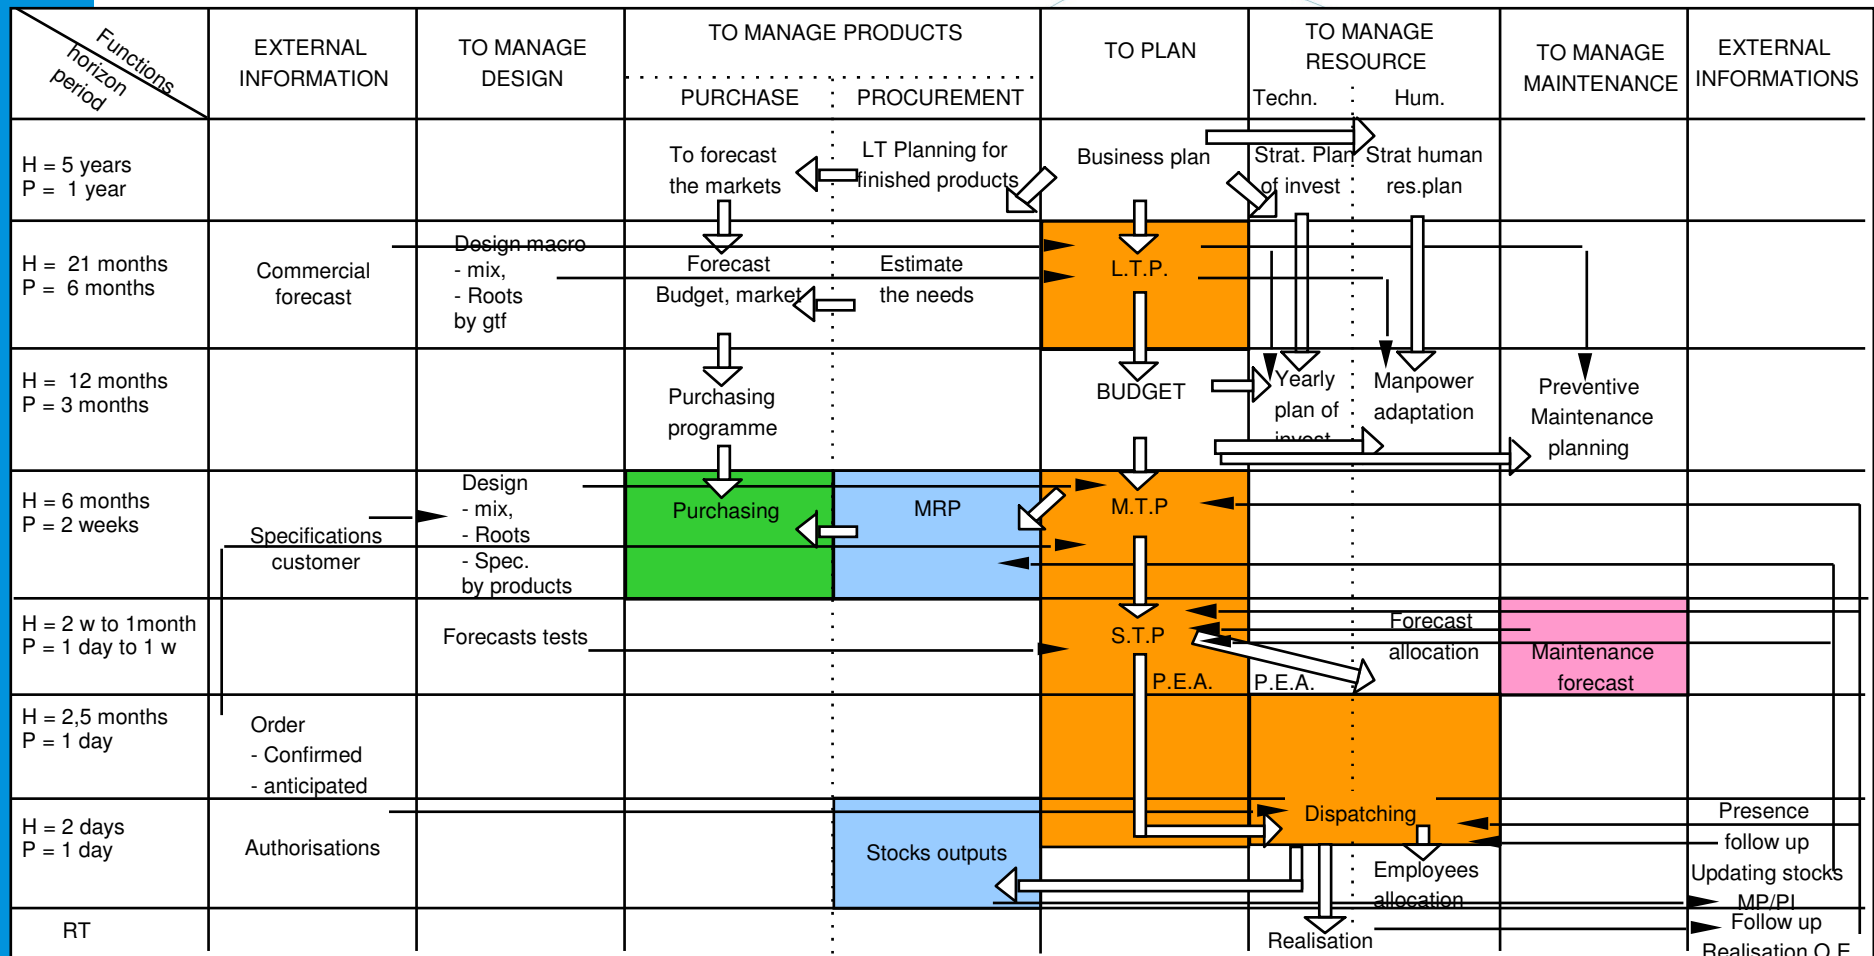 Functions
horizon
period
EXTERNAL
INFORMATION
TO MANAGE
DESIGN
TO MANAGE PRODUCTS
PURCHASE
PROCUREMENT
TO PLAN
TO MANAGE
RESOURCE
Techn.
Hum.
TO MANAGE
MAINTENANCE
EXTERNAL
INFORMATIONS
H = 5 years
P = 1 year
To forecast
the markets
LT Planning for
finished products
Business plan
Strat. Plan
of invest
Strat human
res.plan
H = 21 months
P = 6 months
Commercial
forecast
Design macro
- mix,
- Roots
by gtf
Forecast
Budget, market
Estimate
the needs
L.T.P.
H = 12 months
P = 3 months
Purchasing
programme
BUDGET
Yearly
plan of
invest
Manpower
adaptation
Preventive
Maintenance
planning
H = 6 months
P = 2 weeks
Specifications
customer
Design
- mix,
- Roots
- Spec.
by products
Purchasing
MRP
M.T.P
H = 2 w to 1month
P = 1 day to 1 w
Forecasts tests
S.T.P
P.E.A.
P.E.A.
Forecast
allocation
Maintenance
forecast
H = 2,5 months
P = 1 day
Order
- Confirmed
- anticipated
H = 2 days
P = 1 day
Authorisations
Stocks outputs
Dispatching
Employees
allocation
Presence
follow up
Updating stocks
MP/PI
RT
Realisation
Follow up
Realisation O.F